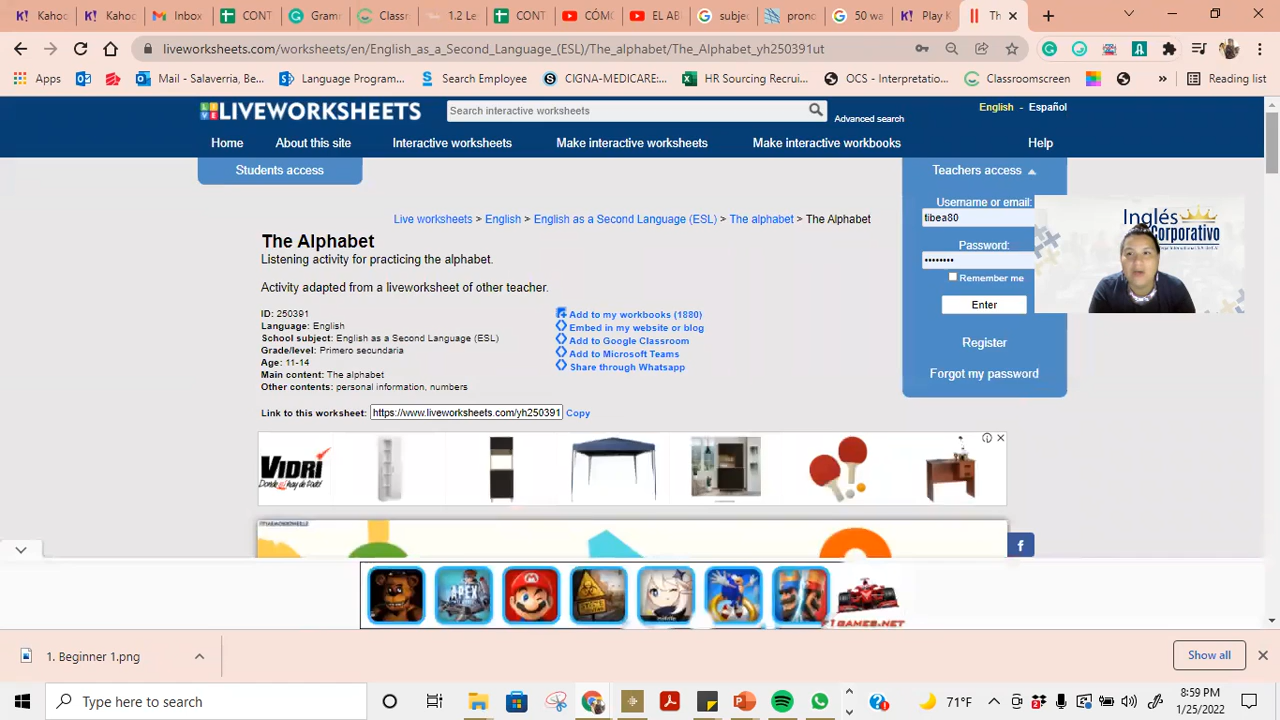 Kahoo
Kahoo
Inbox
CONT
Gram
Classr
1.2 Le
CONT
CÓMO
EL AB
subjec
pronc
50 wa
Play K
Th
liveworksheets.com/worksheets/en/English_as_a_Second_Language_(ESL)/The_alphabet/The_Alphabet_yh250391ut
Apps
Mail - Salaverria, Be...
Language Program...
Search Employee
CIGNA-MEDICARE:...
HR Sourcing Recrui...
OCS - Interpretatio...
Classroomscreen
»
Reading list
LIVEWORKSHEETS
Search interactive worksheets
Advanced search
English - Español
Home
About this site
Interactive worksheets
Make interactive worksheets
Make interactive workbooks
Help
Students access
Teachers access
Live worksheets > English > English as a Second Language (ESL) > The alphabet > The Alphabet
Username or email:
tibea80
Password:
••••••••
Remember me
Enter
Register
Forgot my password
Inglés
Corporativo
The Alphabet
Listening activity for practicing the alphabet.
Activity adapted from a liveworksheet of other teacher.
ID: 250391
Language: English
School subject: English as a Second Language (ESL)
Grade/level: Primero secundaria
Age: 11-14
Main content: The alphabet
Other contents: personal information, numbers
Add to my workbooks (1880)
Embed in my website or blog
Add to Google Classroom
Add to Microsoft Teams
Share through Whatsapp
Link to this worksheet: https://www.liveworksheets.com/yh250391 Copy
VIDRI
Donde hay de todo!
1GAMES.NET
1. Beginner 1.png
Show all
Type here to search
71°F
8:59 PM
1/25/2022